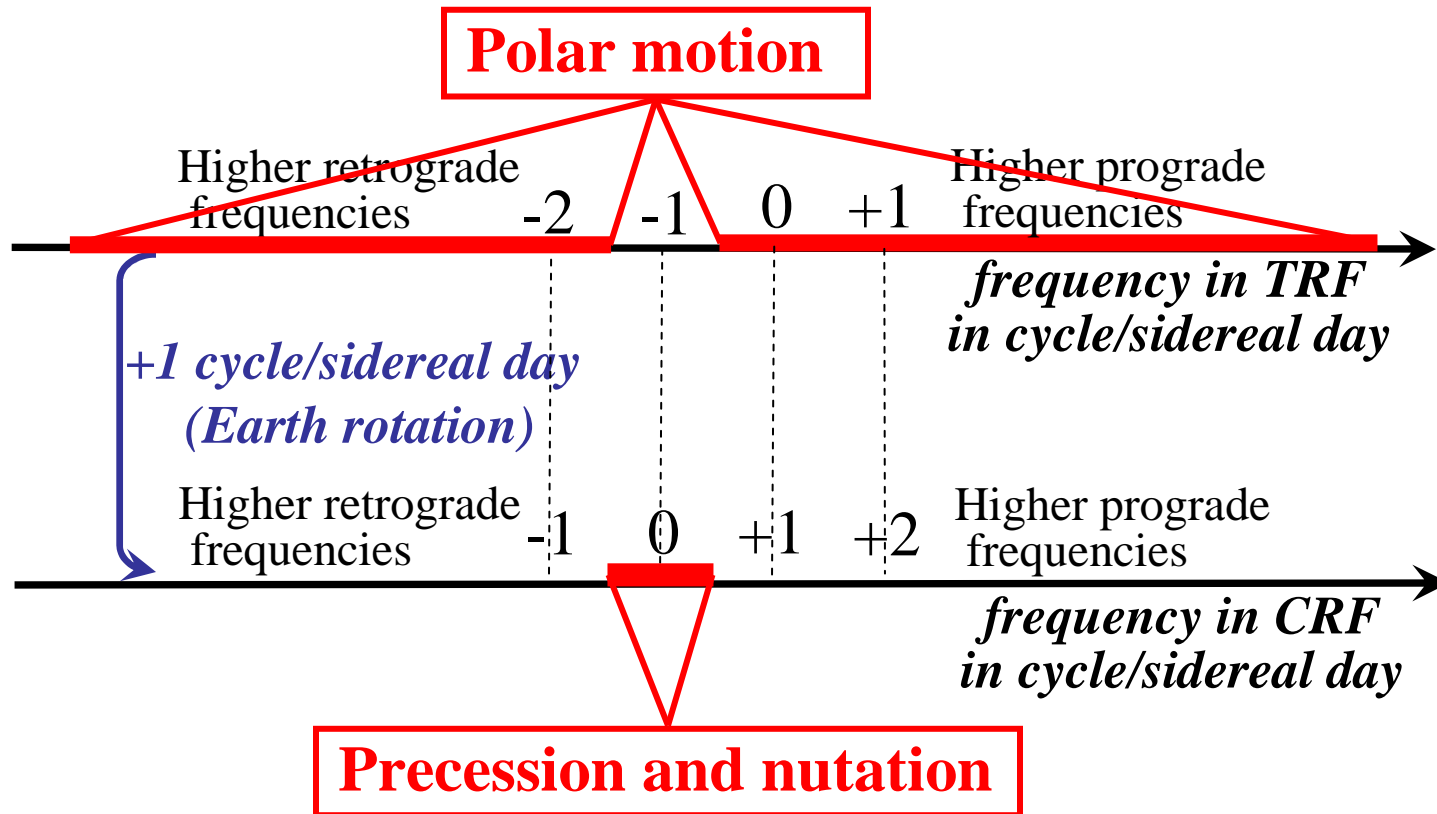 Polar motion
Higher retrograde
frequencies
-2
-1
0
+1
Higher prograde
frequencies
frequency in TRF
in cycle/sidereal day
+1 cycle/sidereal day
(Earth rotation)
Higher retrograde
frequencies
-1
0
+1
+2
Higher prograde
frequencies
frequency in CRF
in cycle/sidereal day
Precession and nutation